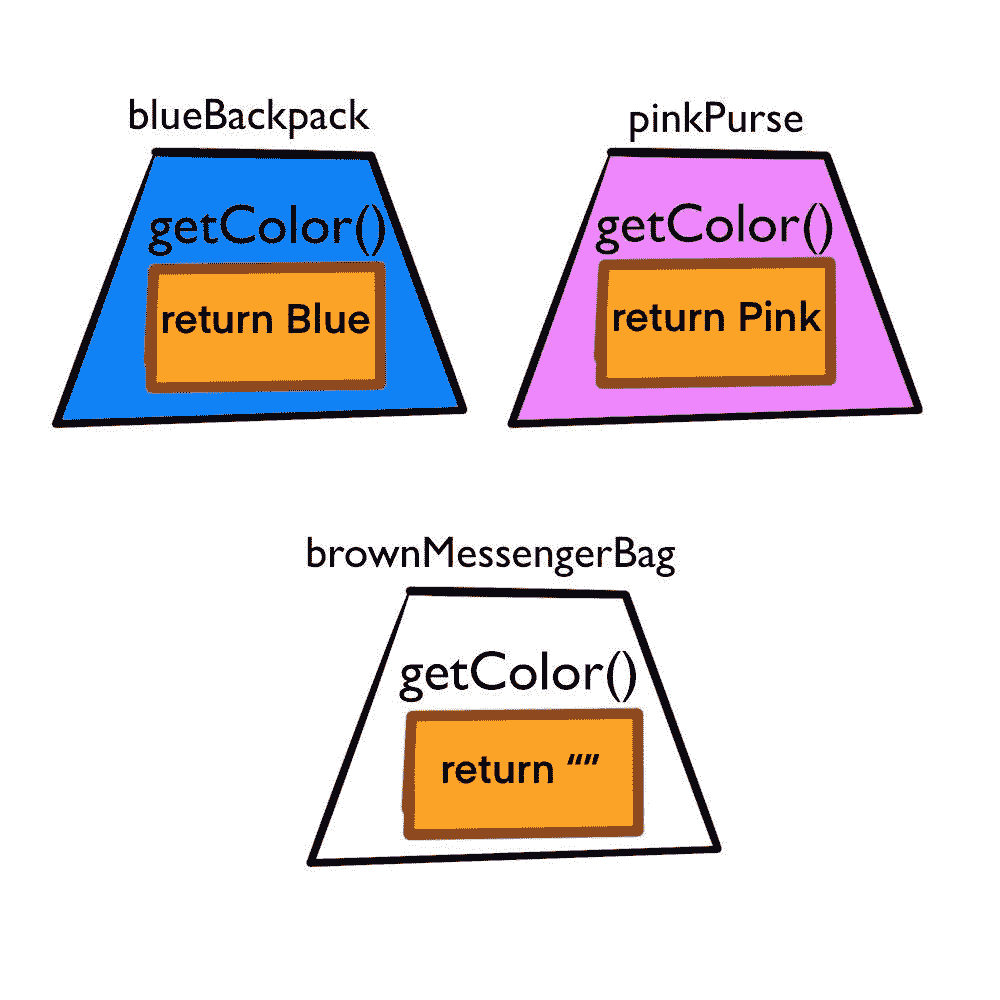 blueBackpack
getColor()
return Blue
pinkPurse
getColor()
return Pink
brownMessengerBag
getColor()
return “”